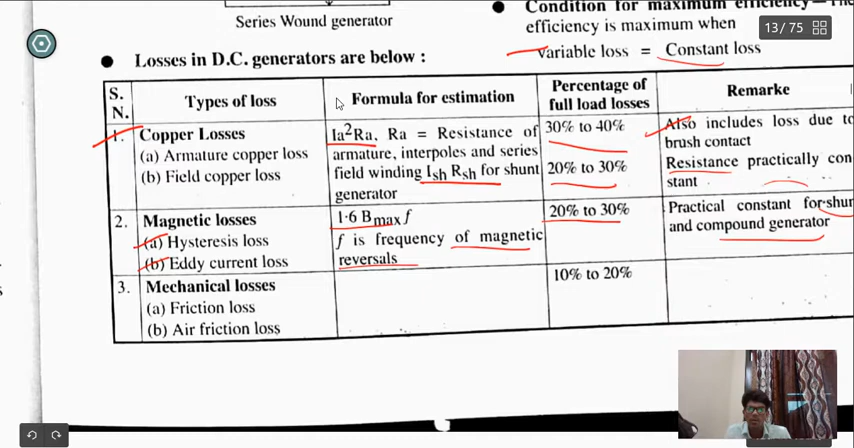 Series Wound generator
Condition for maximum efficiency—The
efficiency is maximum when
Variable loss = Constant loss
13 / 75
Losses in D.C. generators are below :
S. N. Types of loss Formula for estimation Percentage of full load losses Remarke
1. Copper Losses
(a) Armature copper loss
(b) Field copper loss
Ia²Ra. Ra = Resistance of
armature, interpoles and series
field winding Ish Rsh for shunt
generator
30% to 40%
20% to 30%
Also includes loss due to
brush contact
Resistance practically con
stant
2. Magnetic losses
(a) Hysteresis loss
(b) Eddy current loss
1·6 Bmax f
f is frequency of magnetic
reversals
20% to 30%
Practical constant for shun
and compound generator
3. Mechanical losses
(a) Friction loss
(b) Air friction loss
10% to 20%